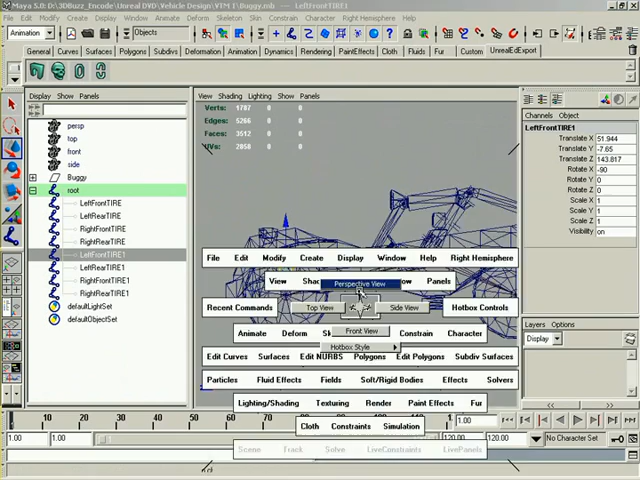 Maya 5.0: D:\3DBuzz_Encode\Unreal DVD\Vehicle Design\VTM 1\Buggy.mb --- LeftFrontTIRE1
File Edit Modify Create Display Window Animate Deform Skeleton Skin Constrain Character Right Hemisphere Help
Animation Objects
General Curves Surfaces Polygons Subdivs Deformation Animation Dynamics Rendering PaintEffects Cloth Fluids Fur Custom UnrealEdExport
Display Show Panels
View Shading Lighting Show Panels
Channels Object
persp
top
front
side
Buggy
root
LeftFrontTIRE
LeftRearTIRE
RightFrontTIRE
RightRearTIRE
LeftFrontTIRE1
LeftRearTIRE1
RightFrontTIRE1
RightRearTIRE1
defaultLightSet
defaultObjectSet
Verts: 1787 0 0
Edges: 5266 0 0
Faces: 3512 0 0
UVs: 2058 0 0
LeftFrontTIRE1
Translate X 51.944
Translate Y -7.65
Translate Z 143.817
Rotate X -90
Rotate Y 0
Rotate Z 0
Scale X 1
Scale Y 1
Scale Z 1
Visibility on
File Edit Modify Create Display Window Help Right Hemisphere
View Perspective View Panels
Recent Commands Top View Side View Hotbox Controls
Front View
Animate Deform Constrain Character
Hotbox Style
Edit Curves Surfaces Edit NURBS Polygons Edit Polygons Subdiv Surfaces
Particles Fluid Effects Fields Soft/Rigid Bodies Effects Solvers
Lighting/Shading Texturing Render Paint Effects Fur
Cloth Constraints Simulation
Scene Track Solve LiveConstraints LivePanels
Layers Options
Display
10 20 30 40 50
1.00
1.00 1.00 120.00 120.00 No Character Set